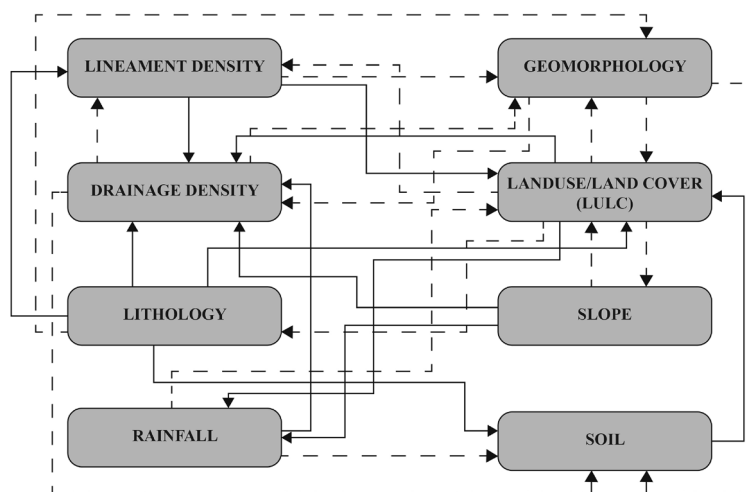 LINEAMENT DENSITY
GEOMORPHOLOGY
DRAINAGE DENSITY
LANDUSE/LAND COVER
(LULC)
LITHOLOGY
SLOPE
RAINFALL
SOIL